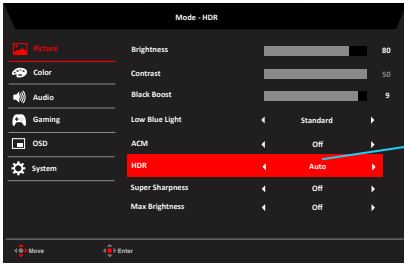 Mode - HDR
Picture
Brightness 80
Color
Contrast 50
Audio
Black Boost 9
Gaming
Low Blue Light Standard
OSD
ACM Off
System
HDR Auto
Super Sharpness Off
Max Brightness Off
Move Enter